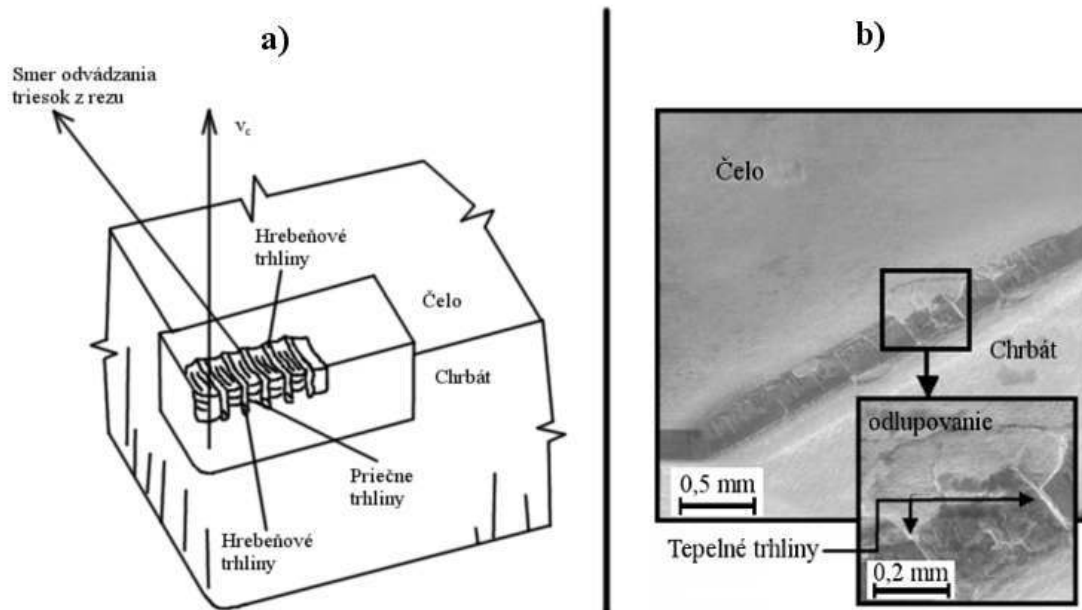 a)
Smer odvádzania
triesok z rezu
v_c
Hrebeňové
trhliny
Čelo
Chrbát
Priečne
trhliny
Hrebeňové
trhliny
b)
Čelo
Chrbát
odlupovanie
0,5 mm
Tepelné trhliny
0,2 mm